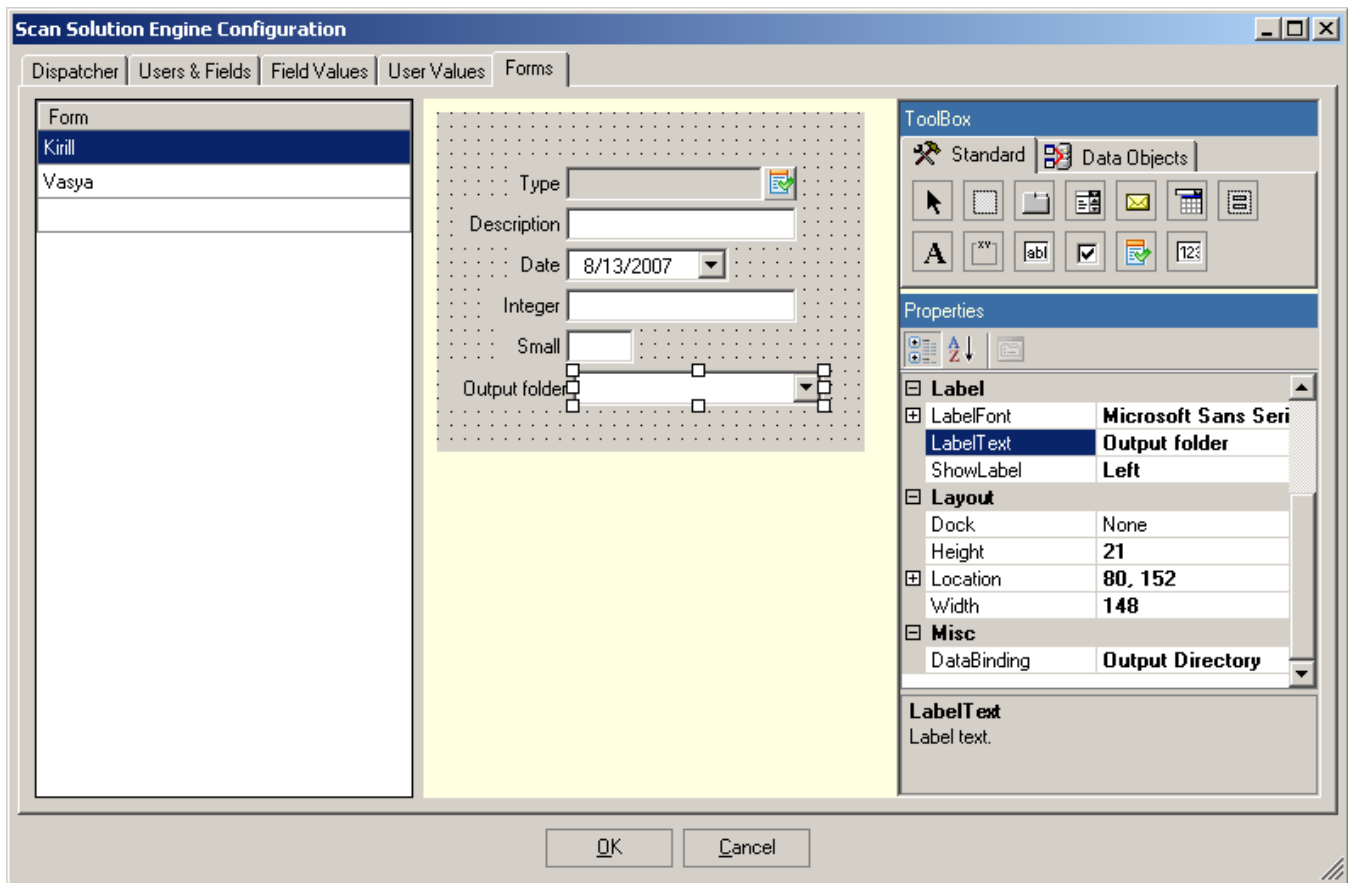 Scan Solution Engine Configuration
Dispatcher Users & Fields Field Values User Values Forms
Form
Kirill
Vasya
Type
Description
Date 8/13/2007
Integer
Small
Output folder
ToolBox
Standard Data Objects
A XY abl 123
Properties
A
Z
Label
LabelFont Microsoft Sans Seri
LabelText Output folder
ShowLabel Left
Layout
Dock None
Height 21
Location 80, 152
Width 148
Misc
DataBinding Output Directory
LabelText
Label text.
OK Cancel